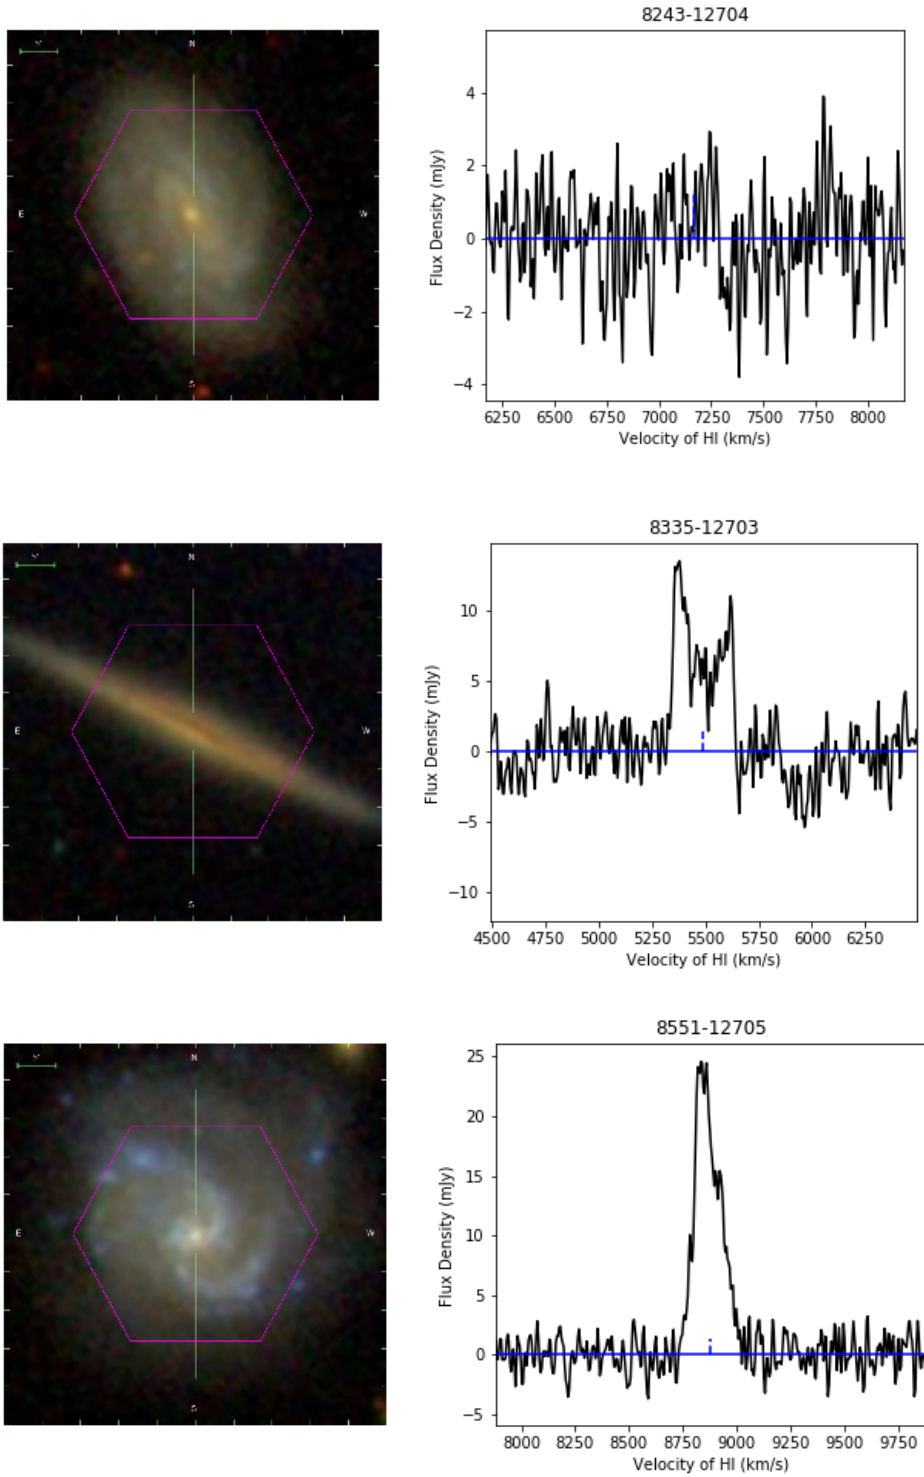 8243-12704
N
E
W
S
Flux Density (mJy)
4
2
0
−2
−4
6250 6500 6750 7000 7250 7500 7750 8000
Velocity of HI (km/s)
8335-12703
N
E
W
S
Flux Density (mJy)
10
5
0
−5
−10
4500 4750 5000 5250 5500 5750 6000 6250
Velocity of HI (km/s)
8551-12705
N
E
W
S
Flux Density (mJy)
25
20
15
10
5
0
−5
8000 8250 8500 8750 9000 9250 9500 9750
Velocity of HI (km/s)